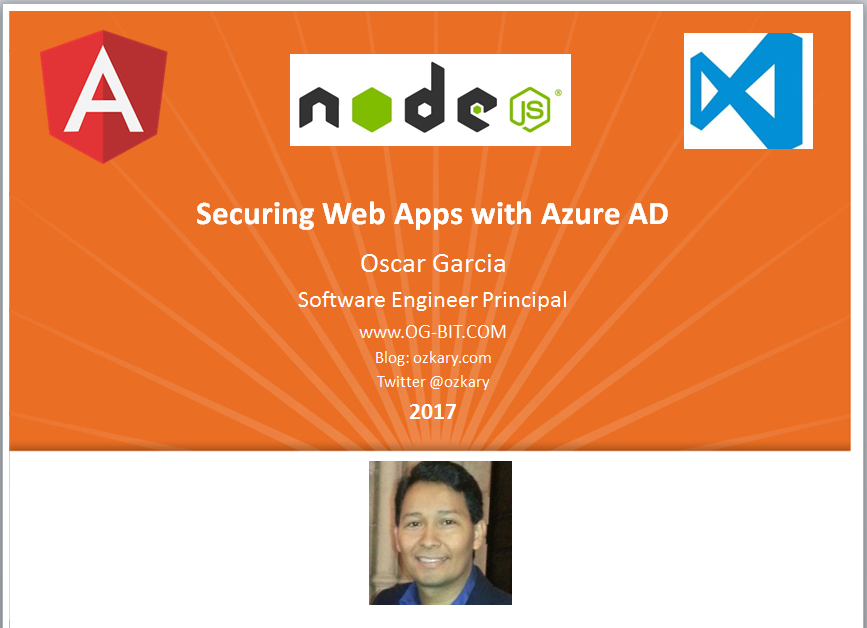 A
node JS ®
Securing Web Apps with Azure AD
Oscar Garcia
Software Engineer Principal
www.OG-BIT.COM
Blog: ozkary.com
Twitter @ozkary
2017